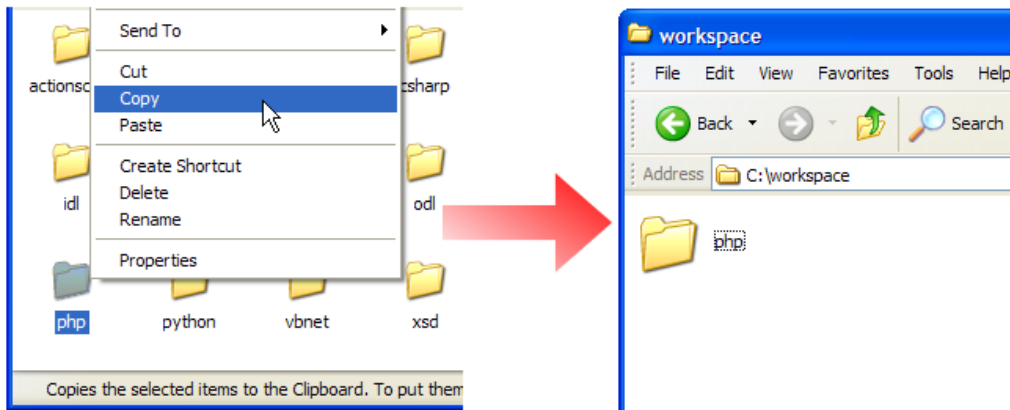 Send To
Cut
Copy
Paste
Create Shortcut
Delete
Rename
Properties
actionsc
csharp
idl
odl
php
python
vbnet
xsd
Copies the selected items to the Clipboard. To put them
workspace
File Edit View Favorites Tools Help
Back Search
Address C:\workspace
php